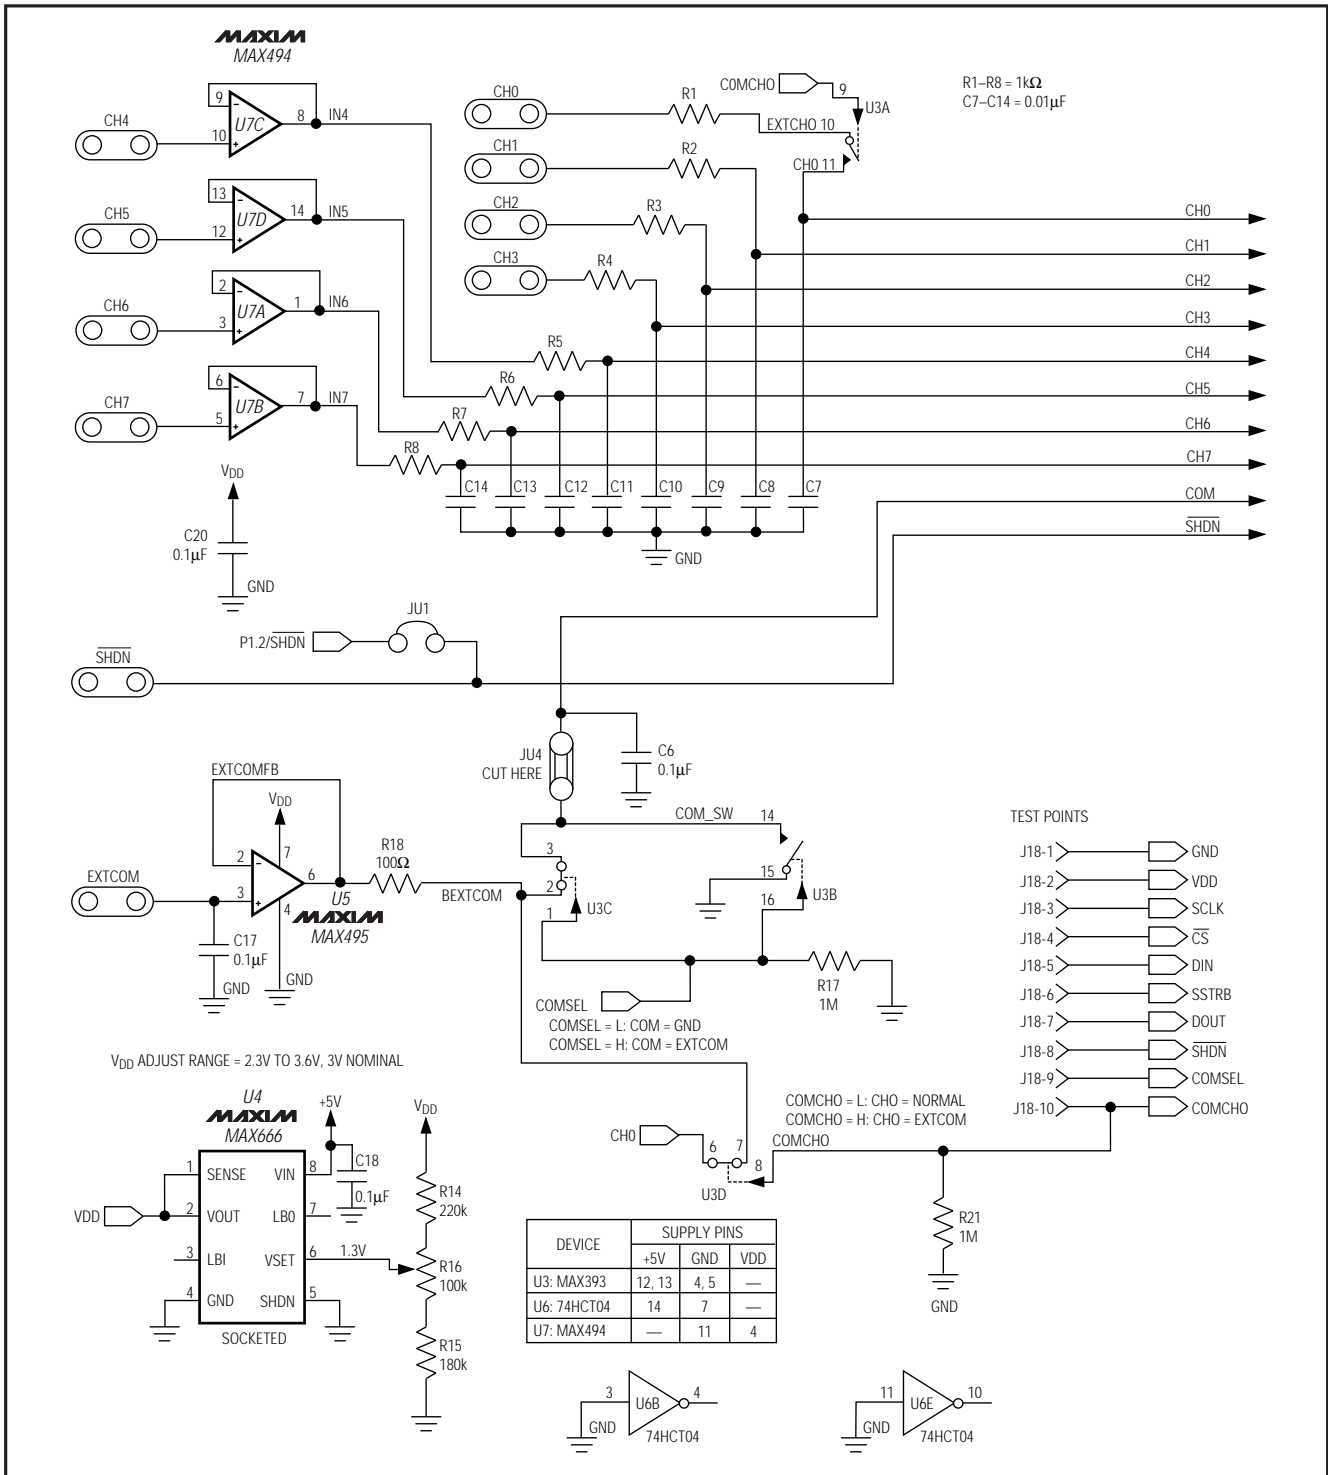 MAXIM
MAX494
CH4
9
10
U7C
8
IN4
CH5
13
12
U7D
14
IN5
CH6
2
3
U7A
1
IN6
CH7
6
5
U7B
7
IN7
VDD
C20
0.1µF
GND
CH0
R1
CH1
R2
CH2
R3
CH3
R4
COMCHO
9
U3A
EXTCHO 10
CH0 11
R1–R8 = 1kΩ
C7–C14 = 0.01µF
R5
R6
R7
R8
CH0
CH1
CH2
CH3
CH4
CH5
CH6
CH7
COM
SHDN
C14
C13
C12
C11
C10
C9
C8
C7
GND
JU1
P1.2/SHDN
SHDN
JU4
CUT HERE
C6
0.1µF
EXTCOMFB
VDD
7
2
3
6
4
U5
MAXIM
MAX495
EXTCOM
C17
0.1µF
GND
GND
R18
100Ω
BEXTCOM
3
2
1
U3C
COM_SW
14
15
16
U3B
R17
1M
COMSEL
COMSEL = L: COM = GND
COMSEL = H: COM = EXTCOM
TEST POINTS
J18-1 GND
J18-2 VDD
J18-3 SCLK
J18-4 CS
J18-5 DIN
J18-6 SSTRB
J18-7 DOUT
J18-8 SHDN
J18-9 COMSEL
J18-10 COMCHO
VDD ADJUST RANGE = 2.3V TO 3.6V, 3V NOMINAL
U4
MAXIM
MAX666
+5V
C18
0.1µF
VDD
1 SENSE VIN 8
2 VOUT LBO 7
3 LBI VSET 6 1.3V
4 GND SHDN 5
SOCKETED
VDD
R14
220k
R16
100k
R15
180k
COMCHO = L: CHO = NORMAL
COMCHO = H: CHO = EXTCOM
COMCHO
CH0
6
7
8
U3D
R21
1M
GND
DEVICE SUPPLY PINS
+5V GND VDD
U3: MAX393 12, 13 4, 5 —
U6: 74HCT04 14 7 —
U7: MAX494 — 11 4
3
U6B
4
GND
74HCT04
11
U6E
10
GND
74HCT04